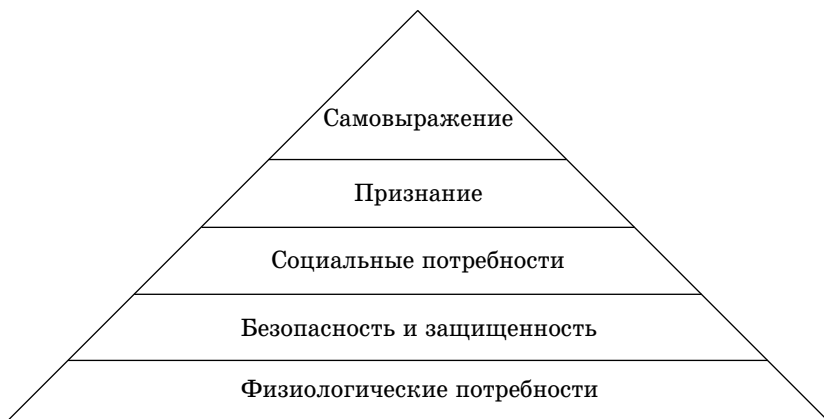 Самовыражение
Признание
Социальные потребности
Безопасность и защищенность
Физиологические потребности